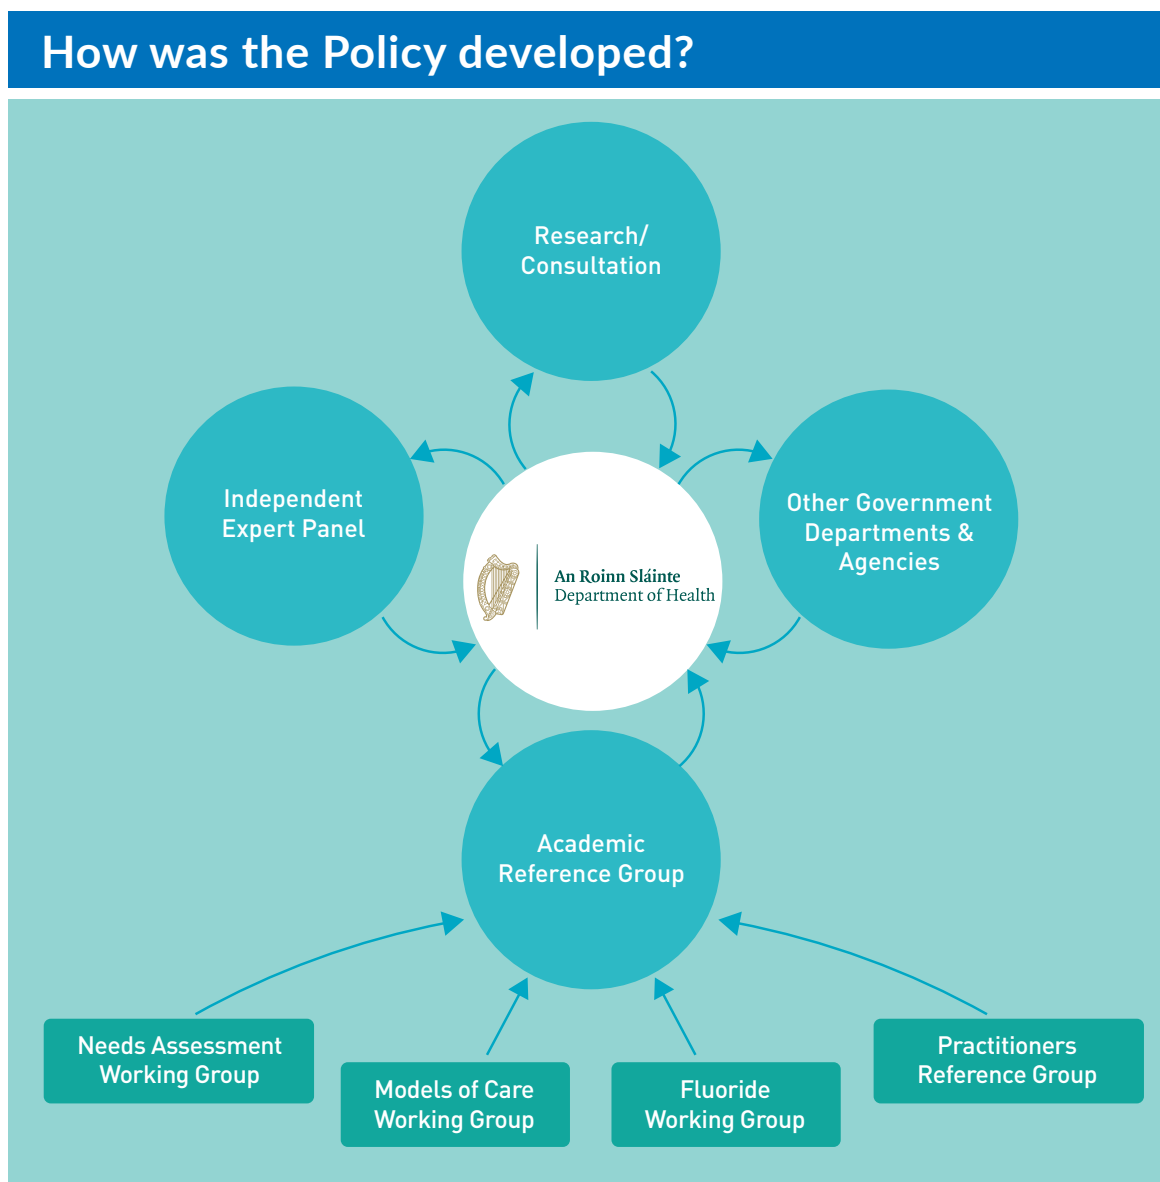 How was the Policy developed?
Research/
Consultation
Independent
Expert Panel
Other Government
Departments &
Agencies
An Roinn Sláinte
Department of Health
Academic
Reference Group
Needs Assessment
Working Group
Models of Care
Working Group
Fluoride
Working Group
Practitioners
Reference Group